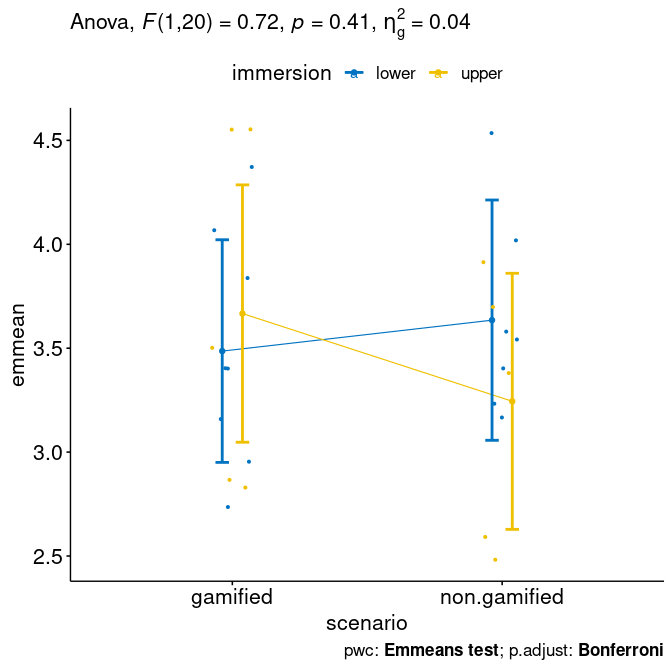 Anova, F(1,20) = 0.72, p = 0.41, η²g = 0.04
immersion a lower a upper
4.5
4.0
3.5
3.0
2.5
emmean
gamified non.gamified
scenario
pwc: Emmeans test; p.adjust: Bonferroni